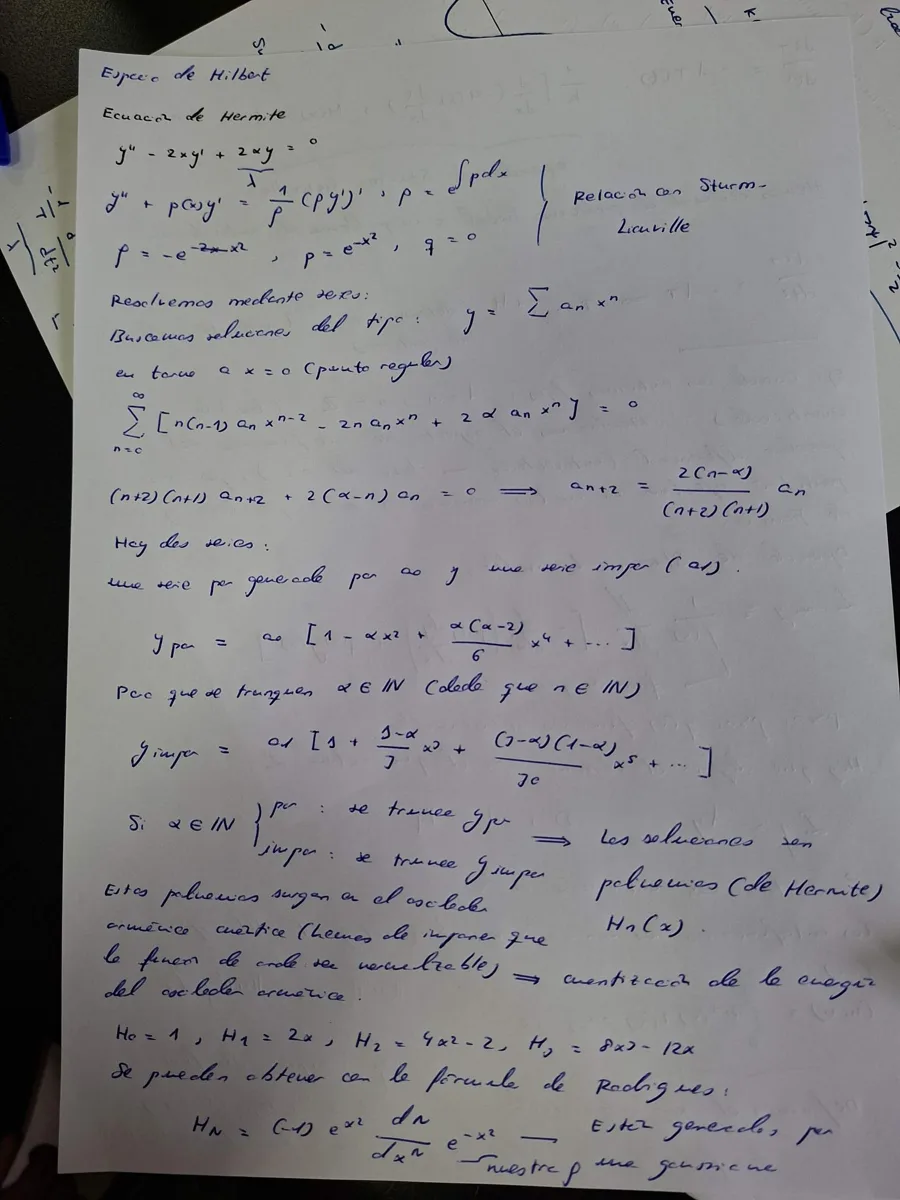 Espacio de Hilbert
Ecuación de Hermite
y'' - 2xy' + 2αy = 0
λ
y'' + p(x)y' = 1/ρ (ρy')' , ρ = e^∫pdx
Relación con Sturm-
Liouville
ρ = -e^-x² , p = e^-x² , q = 0
Resolvemos mediante series:
Buscamos soluciones del tipo: y = Σ an x^n
en torno a x = 0 (punto regular)
∞ Σ n=0 [n(n-1) an x^n-2 - 2n an x^n + 2α an x^n] = 0
(n+2)(n+1) an+2 + 2(α-n) an = 0 ⟹ an+2 = 2(n-α) / (n+2)(n+1) an
Hay dos series:
una serie par generada por a0 y una serie impar (a1).
y par = a0 [1 - αx² + α(α-2)/6 x⁴ + ... ]
Para que se trunquen α ∈ IN (dado que n ∈ IN)
y impar = a1 [1 + 1-α/3 x³ + (3-α)(1-α)/30 x⁵ + ... ]
Si α ∈ IN
par : se trunca y par
impar : se trunca y impar
⟹ Las soluciones son
polinomios (de Hermite)
Hn(x).
Estos polinomios surgen en el oscilador
armónico cuántico (hemos de imponer que
la función de onda sea normalizable) ⟹ cuantización de la energía
del oscilador armónico.
H0 = 1 , H1 = 2x , H2 = 4x² - 2, H3 = 8x³ - 12x
Se pueden obtener con la fórmula de Rodrigues:
HN = (-1) e^x² d^N/dx^N e^-x² — Están generados por
nuestra ρ una gaussiana